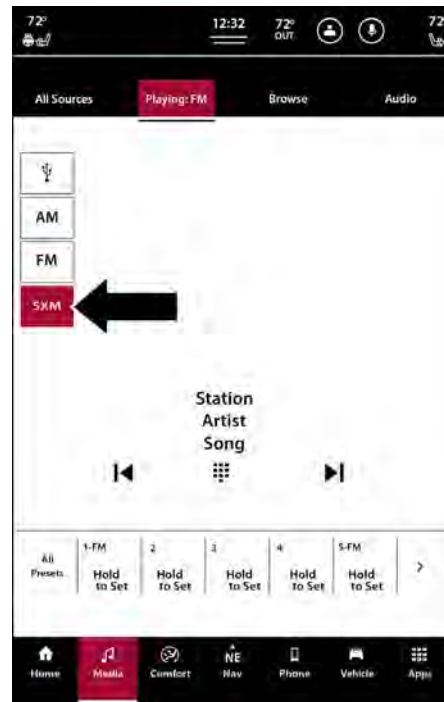 72° 12:32 72° 72°
OUT
All Sources Playing: FM Browse Audio
AM
FM
SXM
Station
Artist
Song
1-FM 2 3 4 5-FM
All Presets
Hold to Set Hold to Set Hold to Set Hold to Set Hold to Set
>
NE
Home Media Comfort Nav Phone Vehicle Apps